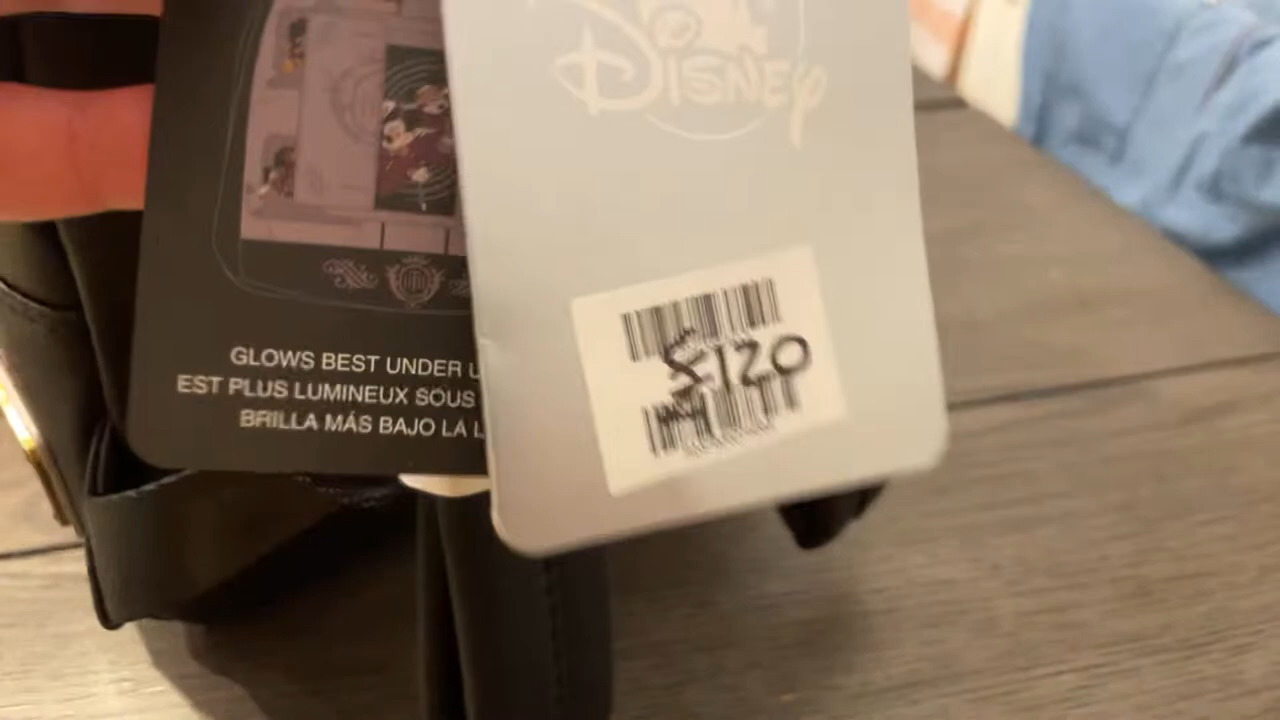 DISNEY
$120
GLOWS BEST UNDER U
EST PLUS LUMINEUX SOUS
BRILLA MÁS BAJO LA L